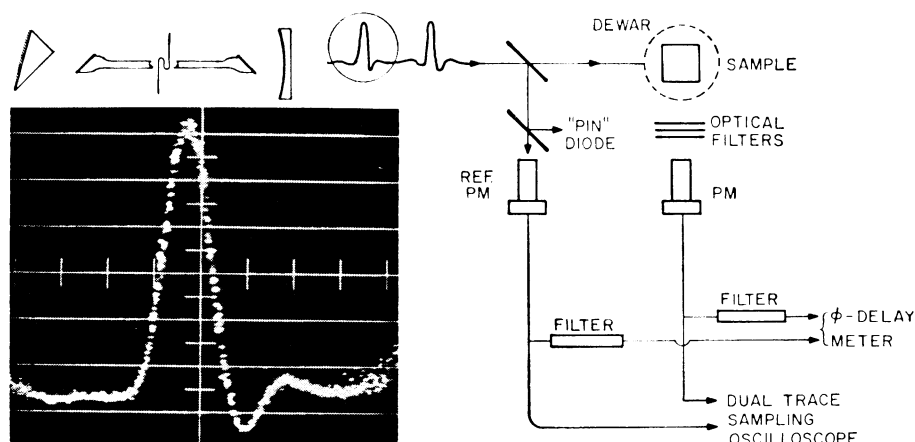 DEWAR
SAMPLE
"PIN"
DIODE
OPTICAL
FILTERS
REF.
PM
PM
FILTER
FILTER
ϕ-DELAY
METER
DUAL TRACE
SAMPLING
OSCILLOSCOPE